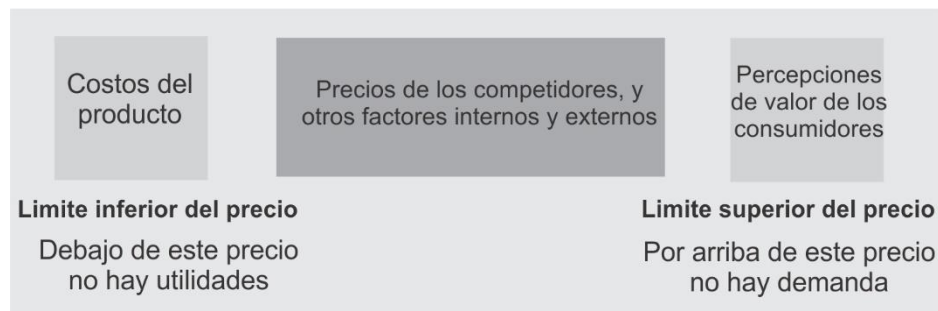 Costos del
producto
Precios de los competidores, y
otros factores internos y externos
Percepciones
de valor de los
consumidores
Limite inferior del precio
Debajo de este precio
no hay utilidades
Limite superior del precio
Por arriba de este precio
no hay demanda